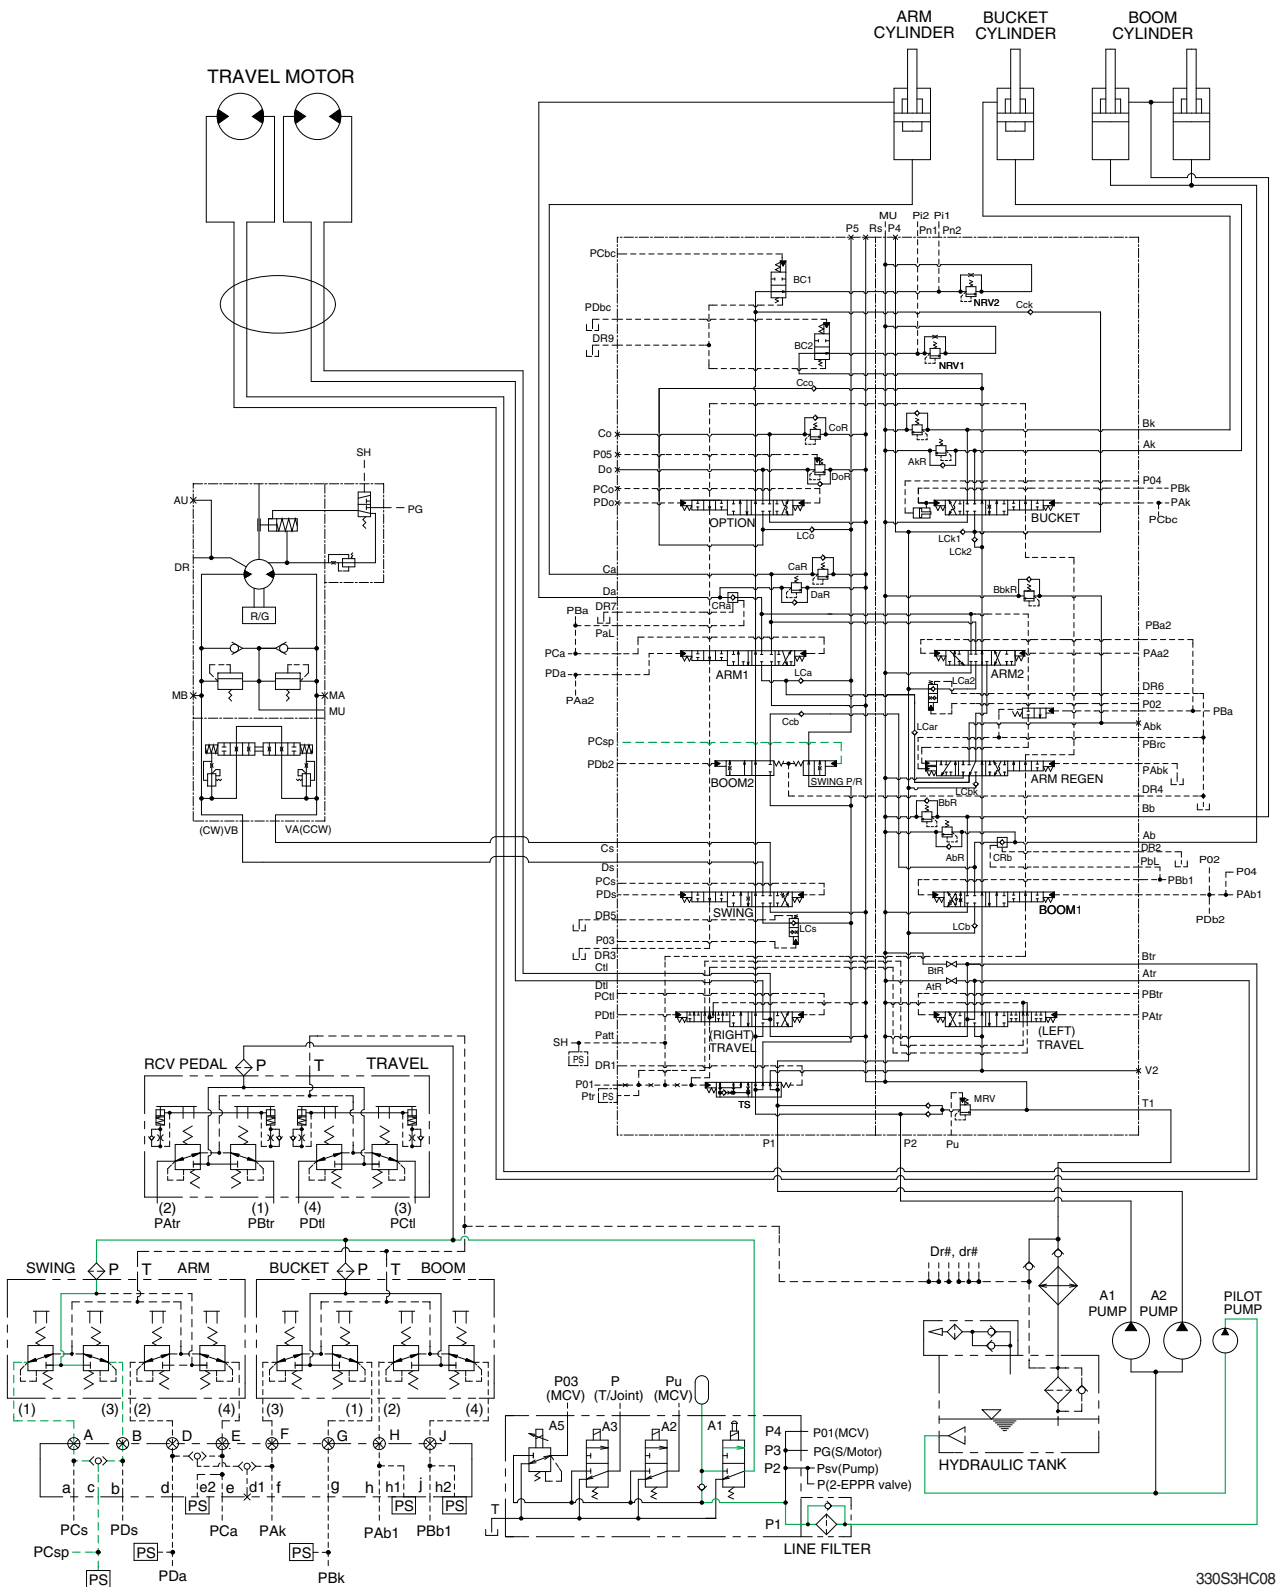 ARM
CYLINDER
BUCKET
CYLINDER
BOOM
CYLINDER
TRAVEL MOTOR
P5
Rs
MU
P4
Pi2
Pn1
Pi1
Pn2
PCbc
BC1
NRV2
Cck
PDbc
DR9
BC2
NRV1
Cco
Co
CoR
Bk
P05
Ak
Do
DoR
AkR
PCo
P04
PBk
PDo
PAk
PCbc
OPTION
BUCKET
LCo
LCk1
LCk2
SH
AU
PG
DR
R/G
MB
MA
MU
(CW)VB
VA(CCW)
Ca
CaR
Da
DaR
CRa
BbkR
PBa
DR7
PaL
PBa2
PCa
PAa2
PDa
ARM1
ARM2
PAa2
LCa
LCa2
DR6
P02
PBa
Ccb
LCar
Abk
PCsp
PBrc
PDb2
PAbk
BOOM2
SWING P/R
ARM REGEN
LCbk
DR4
BbR
Bb
Cs
AbR
CRb
Ab
DR2
Ds
PbL
P02
P04
PCs
PBb1
PDs
PAb1
SWING
BOOM1
PDb2
DR5
LCs
LCb
P03
DR3
Ctl
BtR
Btr
Atr
Dtl
AtR
PCtl
PBtr
PDtl
PAtr
(RIGHT)
TRAVEL
(LEFT)
TRAVEL
Patt
SH
PS
DR1
V2
P01
Ptr
PS
TS
MRV
T1
P1
P2
Pu
RCV PEDAL
P
T
TRAVEL
(2)
PAtr
(1)
PBtr
(4)
PDtl
(3)
PCtl
SWING
P
T
ARM
BUCKET
P
T
BOOM
(1)
(3)
(2)
(4)
(3)
(1)
(2)
(4)
A
B
D
E
F
G
H
J
a
c
b
d
e2
e
d1
f
g
h
h1
j
h2
PS
PS
PS
PCs
PDs
PCa
PAk
PAb1
PBb1
PCsp
PS
PS
PS
PDa
PBk
Dr#, dr#
A1
PUMP
A2
PUMP
PILOT
PUMP
HYDRAULIC TANK
P03
(MCV)
P
(T/Joint)
Pu
(MCV)
A5
A3
A2
A1
P4
P01(MCV)
P3
PG(S/Motor)
P2
Psv(Pump)
P(2-EPPR valve)
T
P1
LINE FILTER
330S3HC08